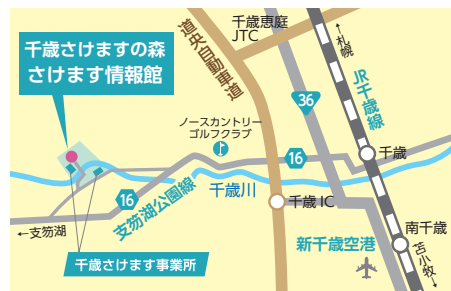 千歳さけますの森
さけます情報館
道央自動車道
千歳恵庭
JTC
←札幌
JR千歳線
36
ノースカントリー
ゴルフクラブ
16
千歳
16
支笏湖公園線
千歳川
千歳IC
←支笏湖
千歳さけます事業所
新千歳空港
南千歳
苫小牧→